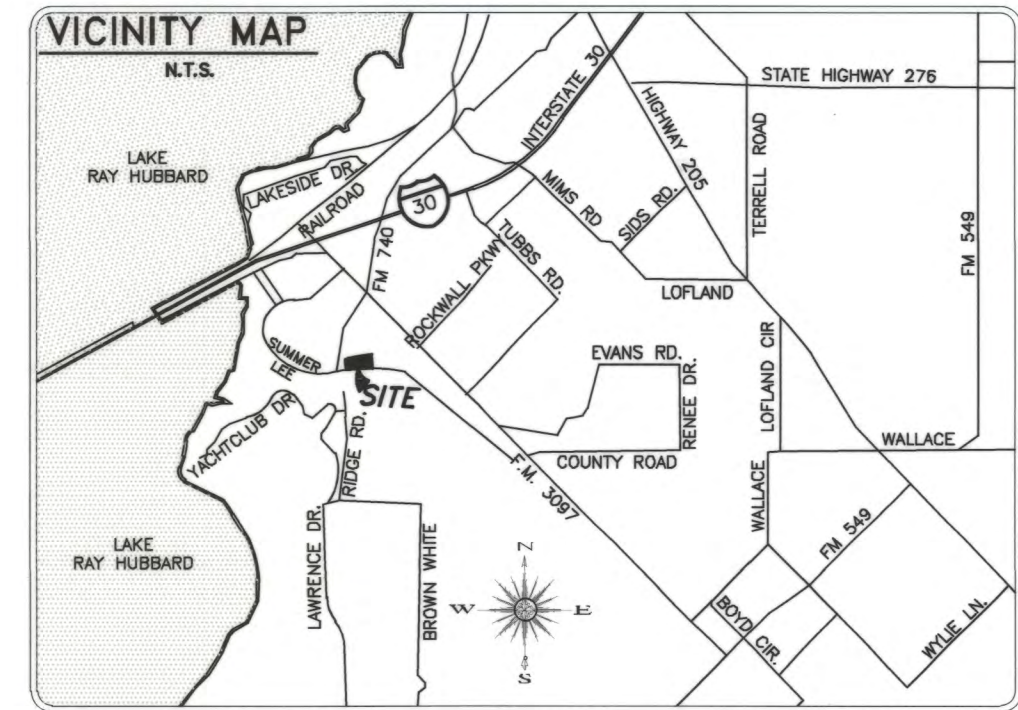 VICINITY MAP
N.T.S.
STATE HIGHWAY 276
INTERSTATE 30
HIGHWAY 205
LAKE
RAY HUBBARD
LAKESIDE DR.
RAILROAD
30
MIMS RD
SIDS RD.
TERRELL ROAD
FM 549
FM 740
TUBBS RD.
ROCKWALL PKWY
LOFLAND
SUMMER
LEE
SITE
EVANS RD.
RENEE DR.
LOFLAND CIR
YACHTCLUB DR
RIDGE RD.
COUNTY ROAD
WALLACE
F.M. 3097
WALLACE
FM 549
LAKE
RAY HUBBARD
LAWRENCE DR.
BROWN WHITE
N
W
E
S
BOYD CIR.
WYLIE LN.